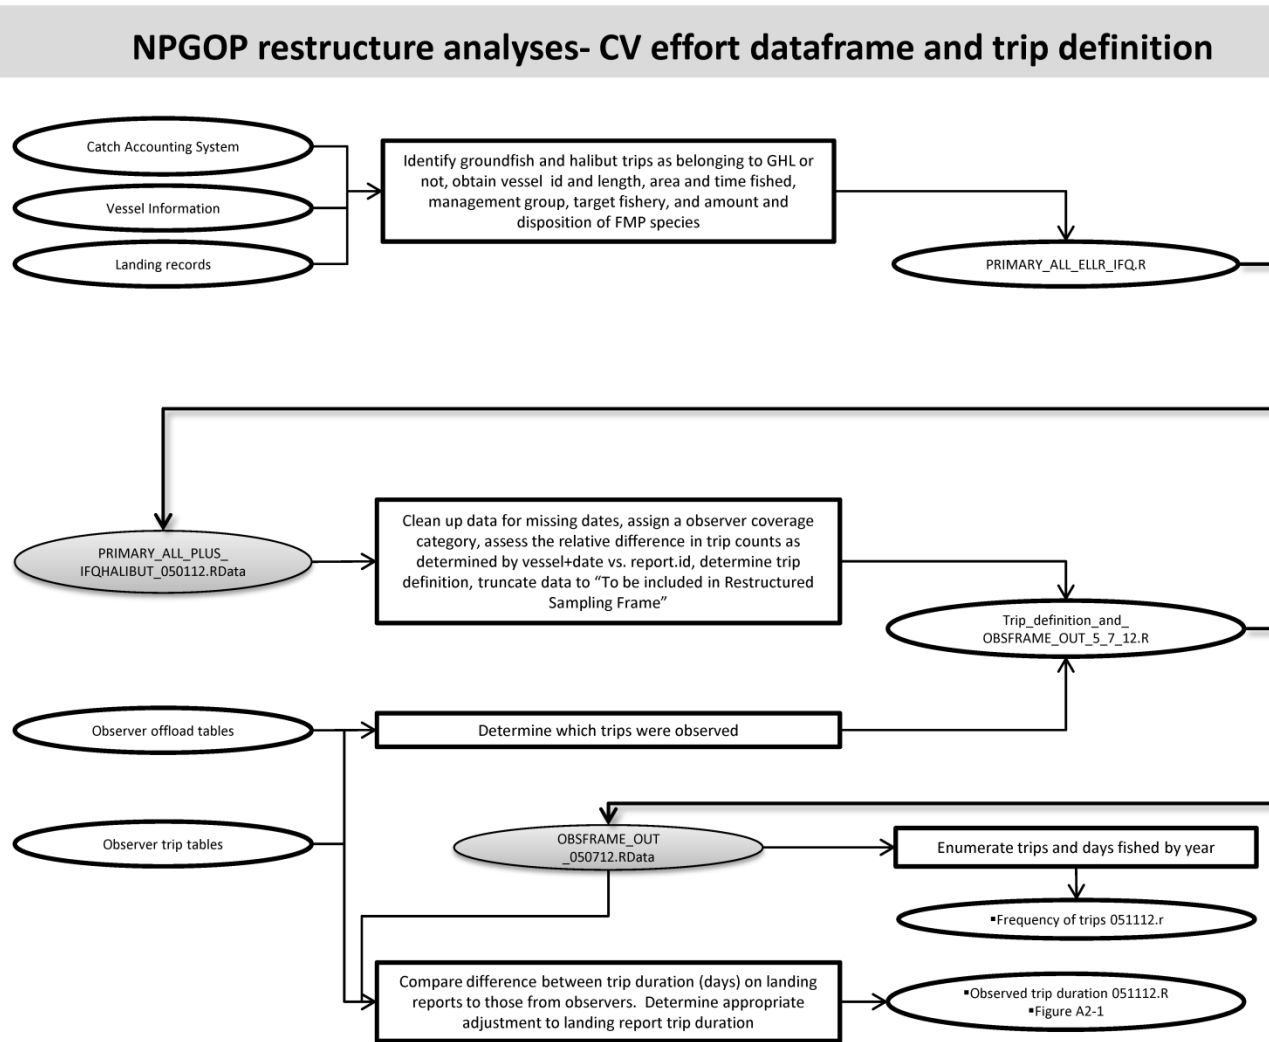 NPGOP restructure analyses- CV effort dataframe and trip definition
Catch Accounting System
Vessel Information
Landing records
Identify groundfish and halibut trips as belonging to GHL or
not, obtain vessel id and length, area and time fished,
management group, target fishery, and amount and
disposition of FMP species
PRIMARY_ALL_ELLR_IFQ.R
PRIMARY_ALL_PLUS_
IFQHALIBUT_050112.RData
Clean up data for missing dates, assign a observer coverage
category, assess the relative difference in trip counts as
determined by vessel+date vs. report.id, determine trip
definition, truncate data to “To be included in Restructured
Sampling Frame”
Trip_definition_and_
OBSFRAME_OUT_5_7_12.R
Observer offload tables
Determine which trips were observed
Observer trip tables
OBSFRAME_OUT
_050712.RData
Enumerate trips and days fished by year
▪Frequency of trips 051112.r
Compare difference between trip duration (days) on landing
reports to those from observers.  Determine appropriate
adjustment to landing report trip duration
▪Observed trip duration 051112.R
▪Figure A2-1